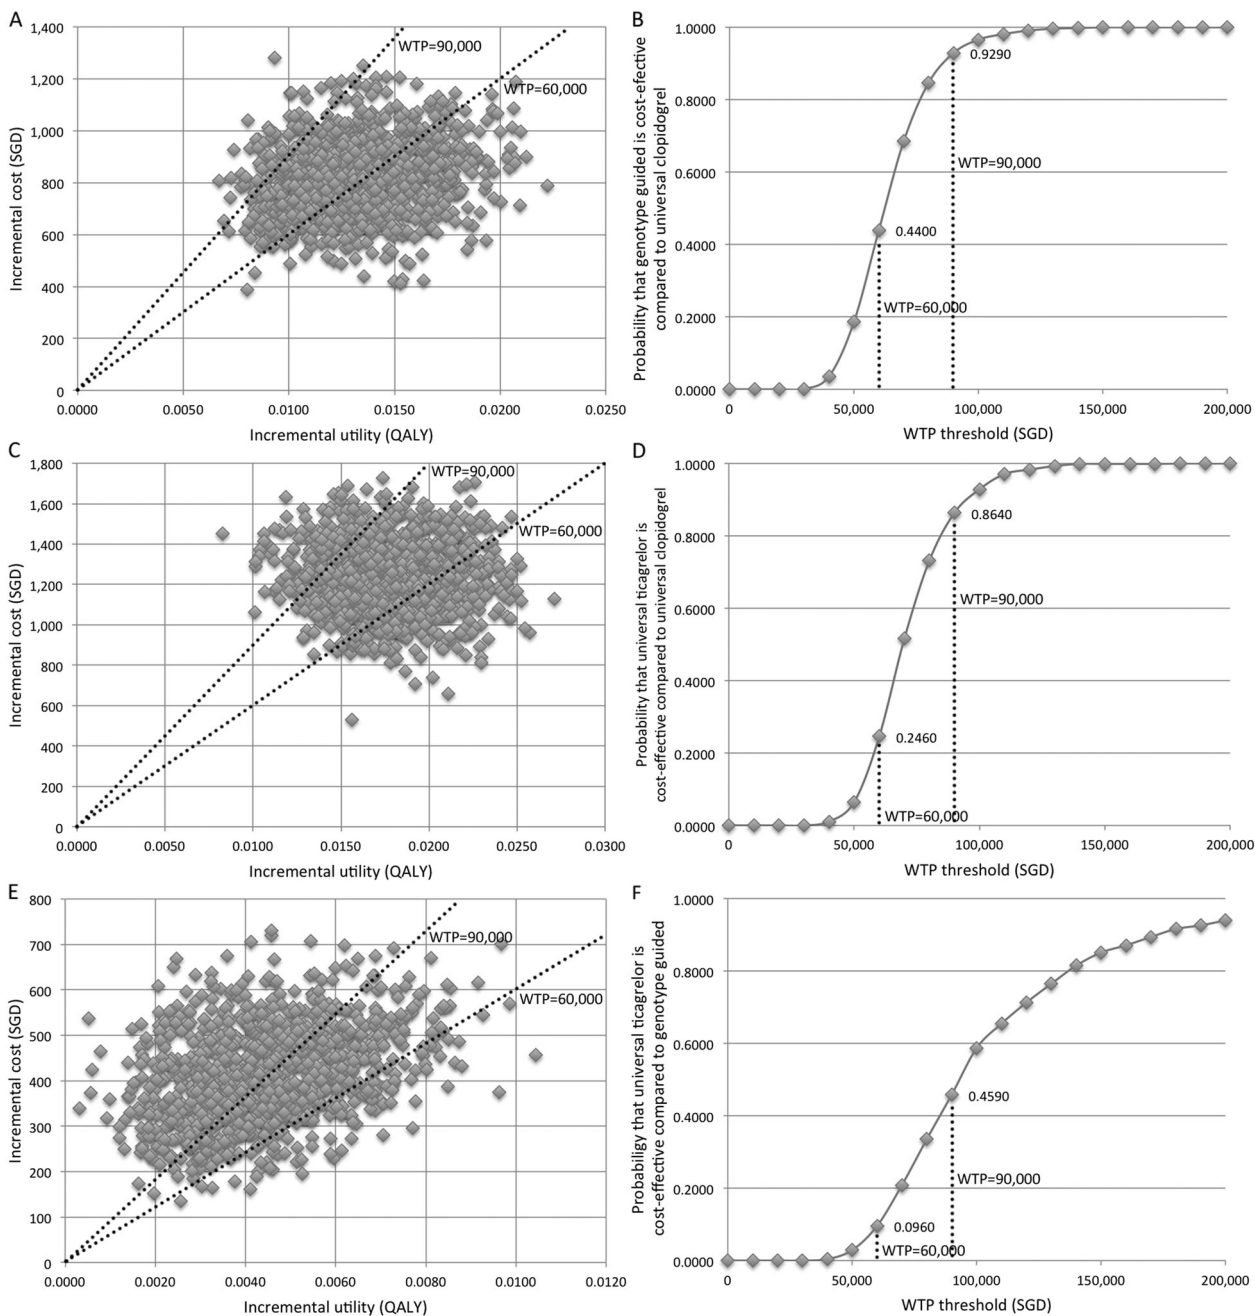 A
1,400
1,200
1,000
800
600
400
200
0
Incremental cost (SGD)
WTP=90,000
WTP=60,000
0.0000 0.0050 0.0100 0.0150 0.0200 0.0250
Incremental utility (QALY)
B
1.0000
0.8000
0.6000
0.4000
0.2000
0.0000
Probability that genotype guided is cost-effective
compared to universal clopidogrel
0.9290
WTP=90,000
0.4400
WTP=60,000
0 50,000 100,000 150,000 200,000
WTP threshold (SGD)
C
1,800
1,600
1,400
1,200
1,000
800
600
400
200
0
Incremental cost (SGD)
WTP=90,000
WTP=60,000
0.0000 0.0050 0.0100 0.0150 0.0200 0.0250 0.0300
Incremental utility (QALY)
D
1.0000
0.8000
0.6000
0.4000
0.2000
0.0000
Probability that universal ticagrelor is
cost-effective compared to universal clopidogrel
0.8640
WTP=90,000
0.2460
WTP=60,000
0 50,000 100,000 150,000 200,000
WTP threshold (SGD)
E
800
700
600
500
400
300
200
100
0
Incremental cost (SGD)
WTP=90,000
WTP=60,000
0.0000 0.0020 0.0040 0.0060 0.0080 0.0100 0.0120
Incremental utility (QALY)
F
1.0000
0.8000
0.6000
0.4000
0.2000
0.0000
Probabiligy that universal ticagrelor is
cost-effective compared to genotype guided
0.4590
WTP=90,000
0.0960
WTP=60,000
0 50,000 100,000 150,000 200,000
WTP threshold (SGD)